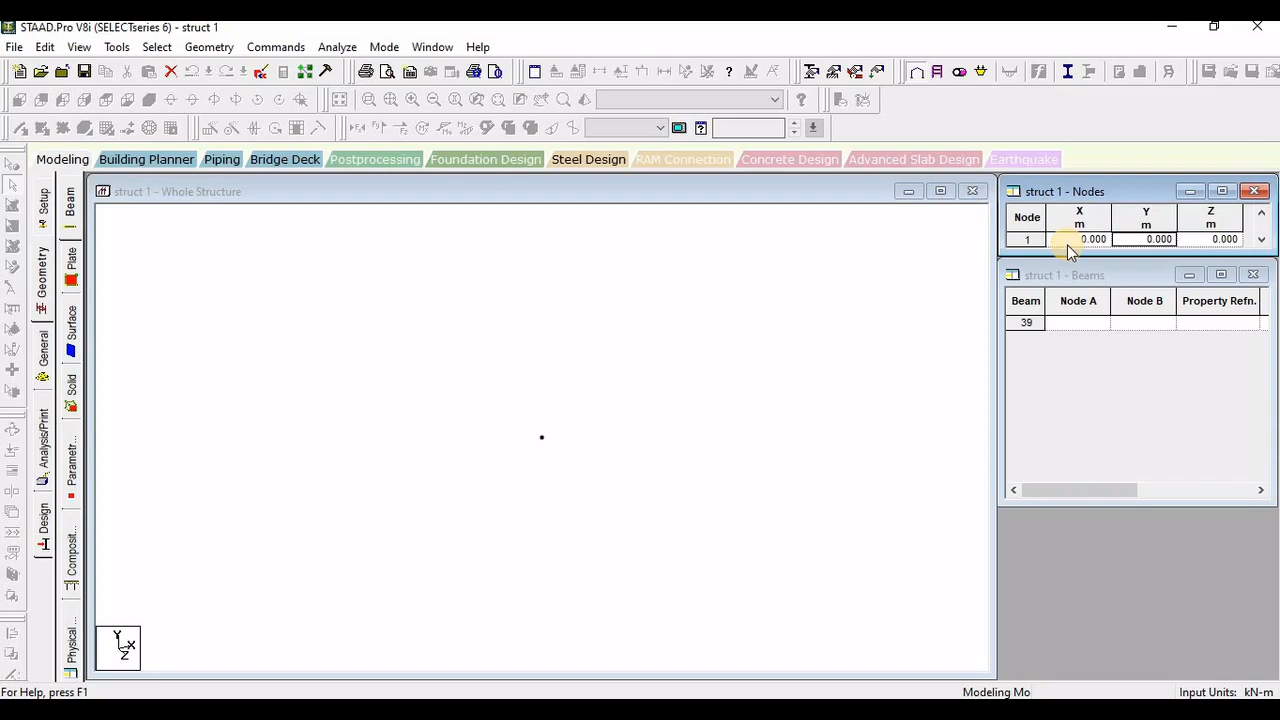 STAAD.Pro V8i (SELECTseries 6) - struct 1
File Edit View Tools Select Geometry Commands Analyze Mode Window Help
Modeling Building Planner Piping Bridge Deck Postprocessing Foundation Design Steel Design RAM Connection Concrete Design Advanced Slab Design Earthquake
Setup
Geometry
General
Analysis/Print
Design
Beam
Plate
Surface
Solid
Parametr...
Composit...
Physical ...
struct 1 - Whole Structure
Y
X
Z
struct 1 - Nodes
Node X m Y m Z m
1 0.000 0.000 0.000
struct 1 - Beams
Beam Node A Node B Property Refn.
39
For Help, press F1 Modeling Mo Input Units: kN-m